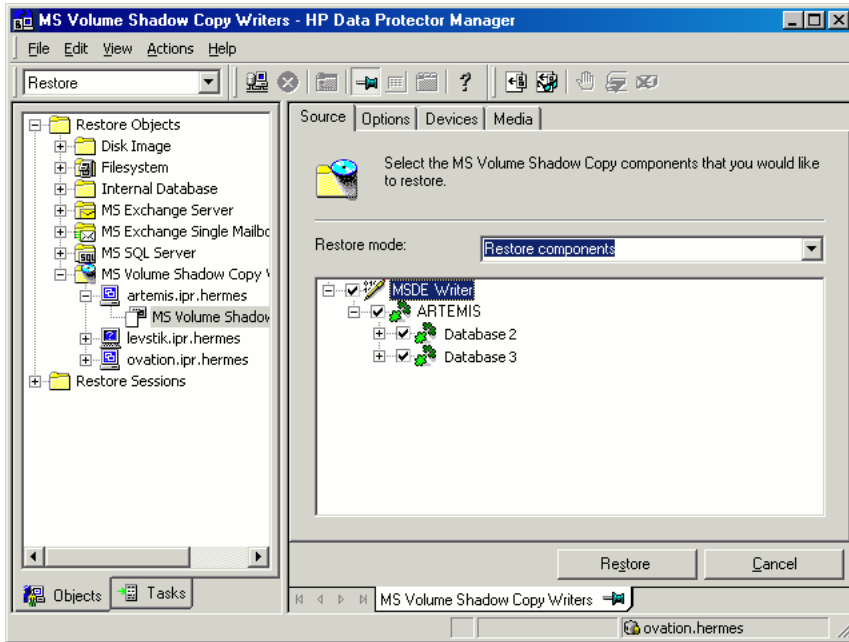 MS Volume Shadow Copy Writers - HP Data Protector Manager
File Edit View Actions Help
Restore
Restore Objects
Disk Image
Filesystem
Internal Database
MS Exchange Server
MS Exchange Single Mailbo
MS SQL Server
MS Volume Shadow Copy
artemis.ipr.hermes
MS Volume Shadow
levstik.ipr.hermes
ovation.ipr.hermes
Restore Sessions
Objects Tasks
Source Options Devices Media
Select the MS Volume Shadow Copy components that you would like
to restore.
Restore mode: Restore components
MSDE Writer
ARTEMIS
Database 2
Database 3
Restore Cancel
MS Volume Shadow Copy Writers
ovation.hermes